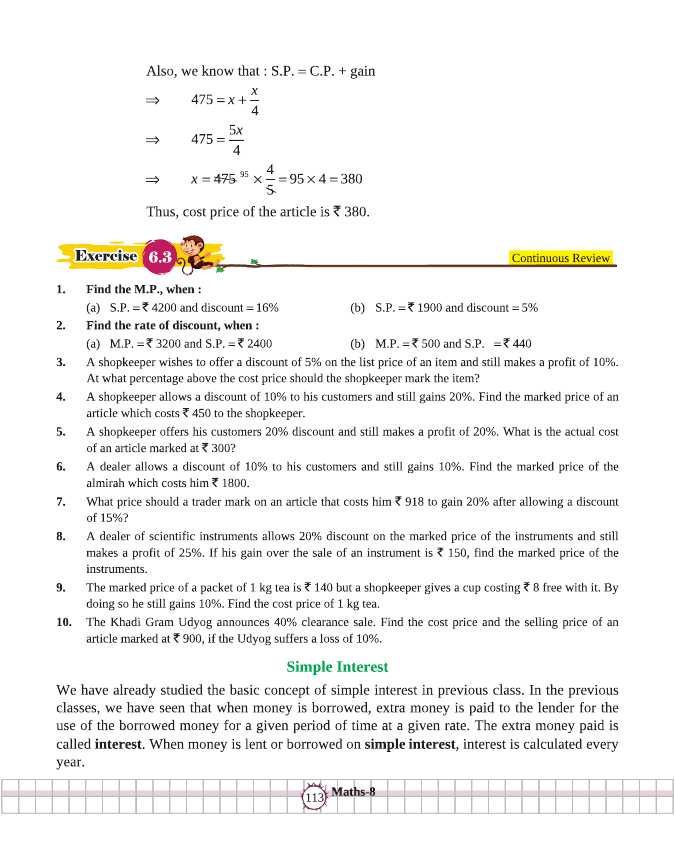 Also, we know that : S.P. = C.P. + gain
⇒ 475 = x + x/4
⇒ 475 = 5x/4
⇒ x = 475 95 × 4/5 = 95 × 4 = 380
Thus, cost price of the article is ₹ 380.
Exercise 6.3
Continuous Review
1. Find the M.P., when :
(a) S.P. = ₹ 4200 and discount = 16% (b) S.P. = ₹ 1900 and discount = 5%
2. Find the rate of discount, when :
(a) M.P. = ₹ 3200 and S.P. = ₹ 2400 (b) M.P. = ₹ 500 and S.P. = ₹ 440
3. A shopkeeper wishes to offer a discount of 5% on the list price of an item and still makes a profit of 10%.
At what percentage above the cost price should the shopkeeper mark the item?
4. A shopkeeper allows a discount of 10% to his customers and still gains 20%. Find the marked price of an
article which costs ₹ 450 to the shopkeeper.
5. A shopkeeper offers his customers 20% discount and still makes a profit of 20%. What is the actual cost
of an article marked at ₹ 300?
6. A dealer allows a discount of 10% to his customers and still gains 10%. Find the marked price of the
almirah which costs him ₹ 1800.
7. What price should a trader mark on an article that costs him ₹ 918 to gain 20% after allowing a discount
of 15%?
8. A dealer of scientific instruments allows 20% discount on the marked price of the instruments and still
makes a profit of 25%. If his gain over the sale of an instrument is ₹ 150, find the marked price of the
instruments.
9. The marked price of a packet of 1 kg tea is ₹ 140 but a shopkeeper gives a cup costing ₹ 8 free with it. By
doing so he still gains 10%. Find the cost price of 1 kg tea.
10. The Khadi Gram Udyog announces 40% clearance sale. Find the cost price and the selling price of an
article marked at ₹ 900, if the Udyog suffers a loss of 10%.
Simple Interest
We have already studied the basic concept of simple interest in previous class. In the previous
classes, we have seen that when money is borrowed, extra money is paid to the lender for the
use of the borrowed money for a given period of time at a given rate. The extra money paid is
called interest. When money is lent or borrowed on simple interest, interest is calculated every
year.
113 Maths-8